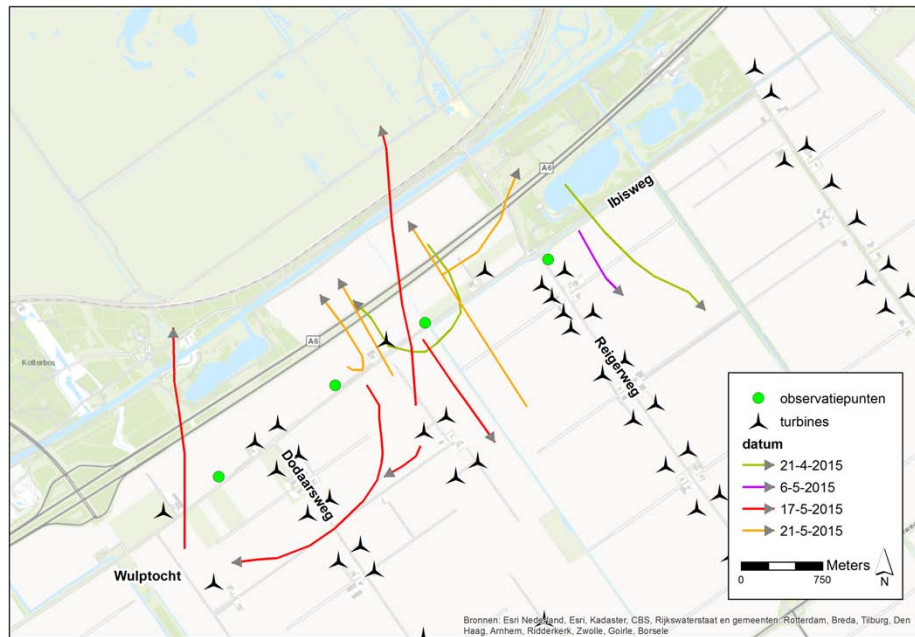 A6
Ibisweg
A6
Kotterbos
Reigerweg
Dodaarsweg
Wulptocht
observatiepunten
turbines
datum
21-4-2015
6-5-2015
17-5-2015
21-5-2015
Meters
0 750
N
Bronnen: Esri Nederland, Esri, Kadaster, CBS, Rijkswaterstaat en gemeenten: Rotterdam, Breda, Tilburg, Den
Haag, Arnhem, Ridderkerk, Zwolle, Goirle, Borsele